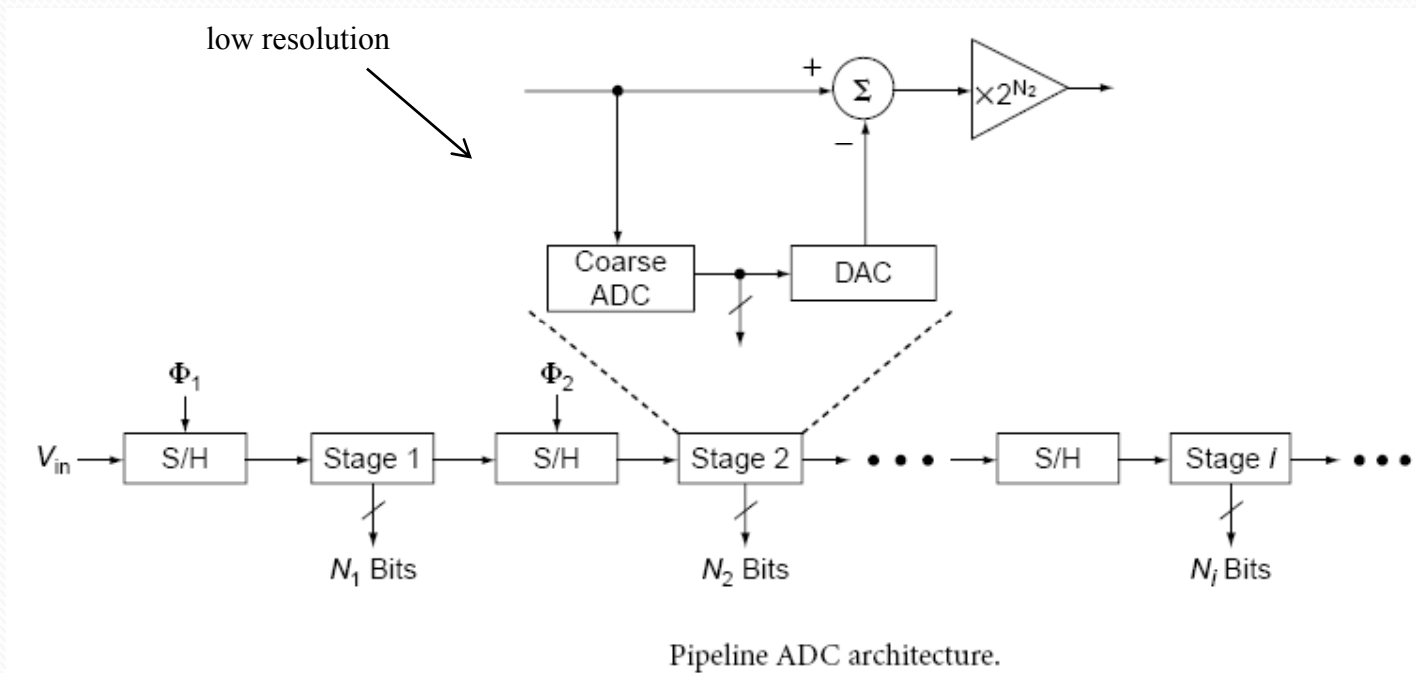 low resolution
+
Σ
×2^N₂
−
Coarse
ADC
DAC
Φ₁
Φ₂
V_in
S/H
Stage 1
S/H
Stage 2
S/H
Stage I
N₁ Bits
N₂ Bits
N_I Bits
Pipeline ADC architecture.